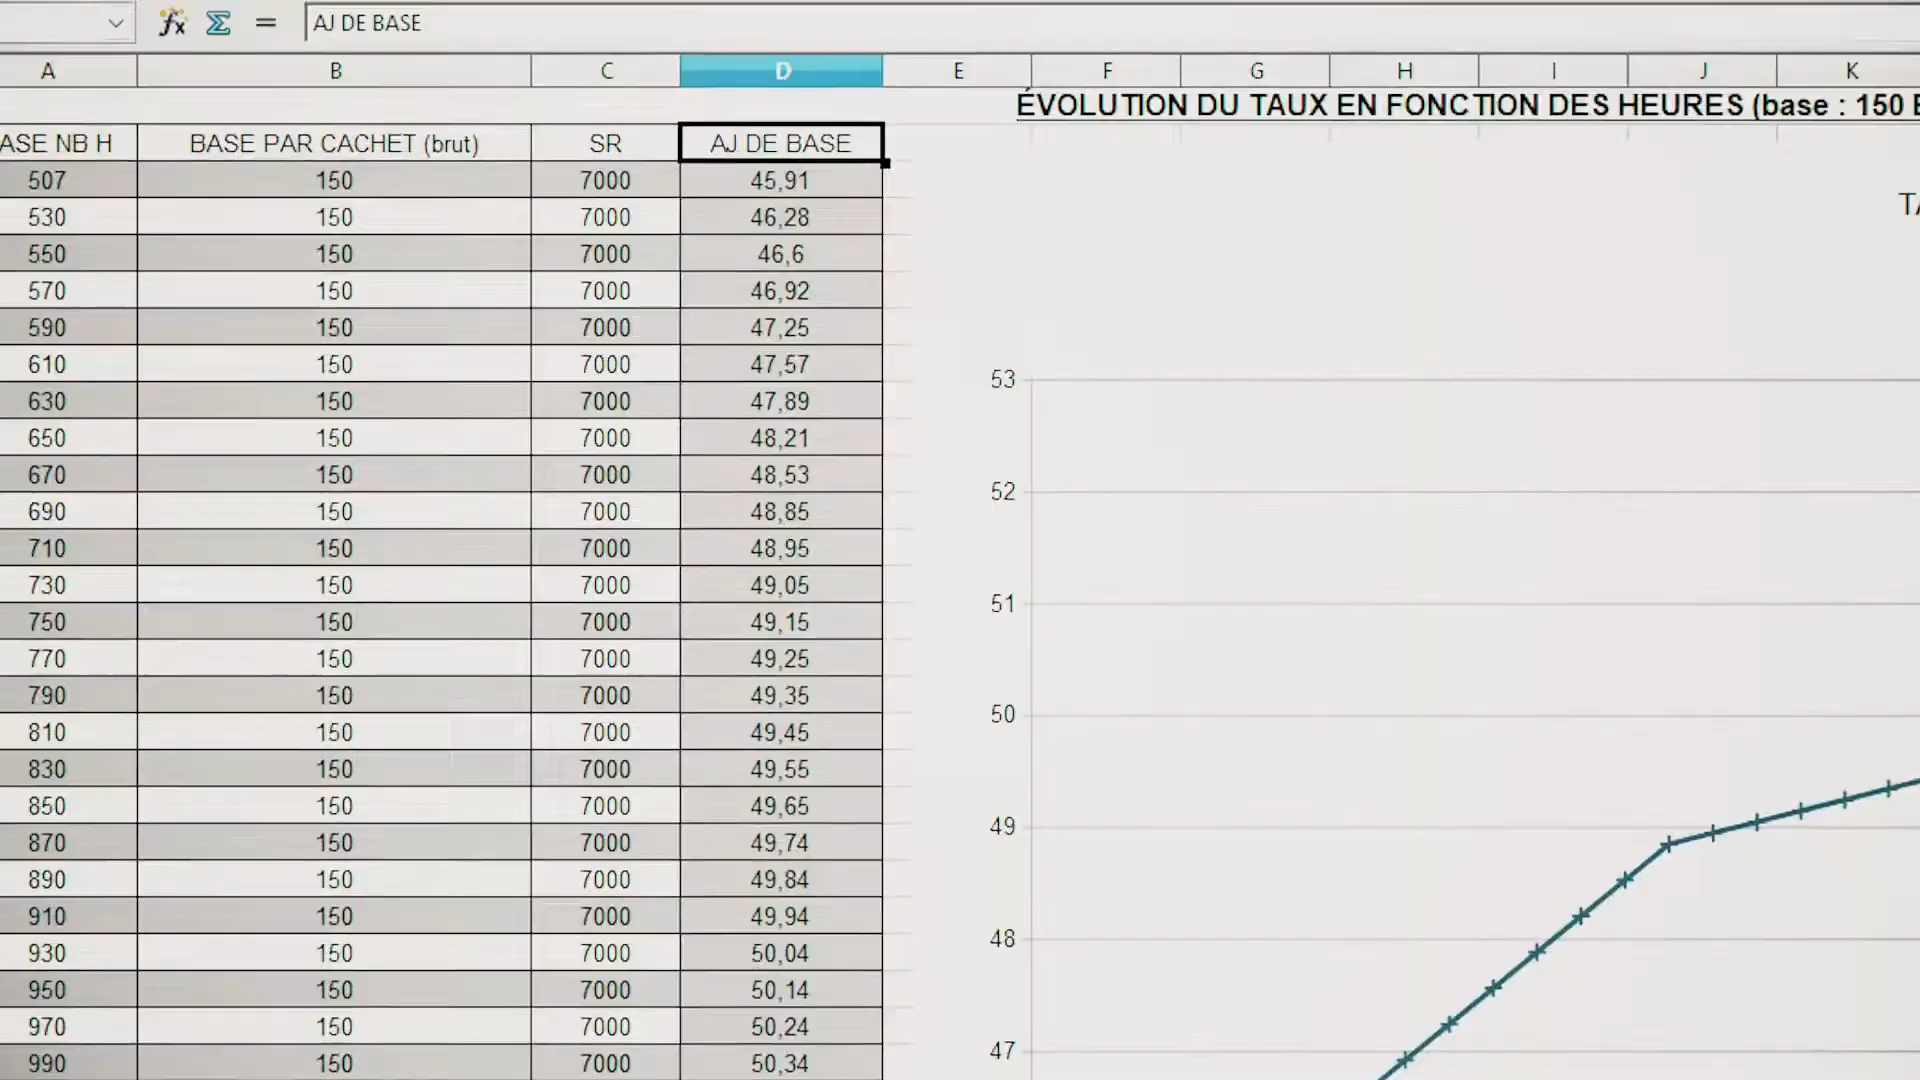 fx Σ = AJ DE BASE
A B C D E F G H I J K
ÉVOLUTION DU TAUX EN FONCTION DES HEURES (base : 150
ASE NB H BASE PAR CACHET (brut) SR AJ DE BASE
507 150 7000 45,91
530 150 7000 46,28
550 150 7000 46,6
570 150 7000 46,92
590 150 7000 47,25
610 150 7000 47,57
630 150 7000 47,89
650 150 7000 48,21
670 150 7000 48,53
690 150 7000 48,85
710 150 7000 48,95
730 150 7000 49,05
750 150 7000 49,15
770 150 7000 49,25
790 150 7000 49,35
810 150 7000 49,45
830 150 7000 49,55
850 150 7000 49,65
870 150 7000 49,74
890 150 7000 49,84
910 150 7000 49,94
930 150 7000 50,04
950 150 7000 50,14
970 150 7000 50,24
990 150 7000 50,34
53
52
51
50
49
48
47